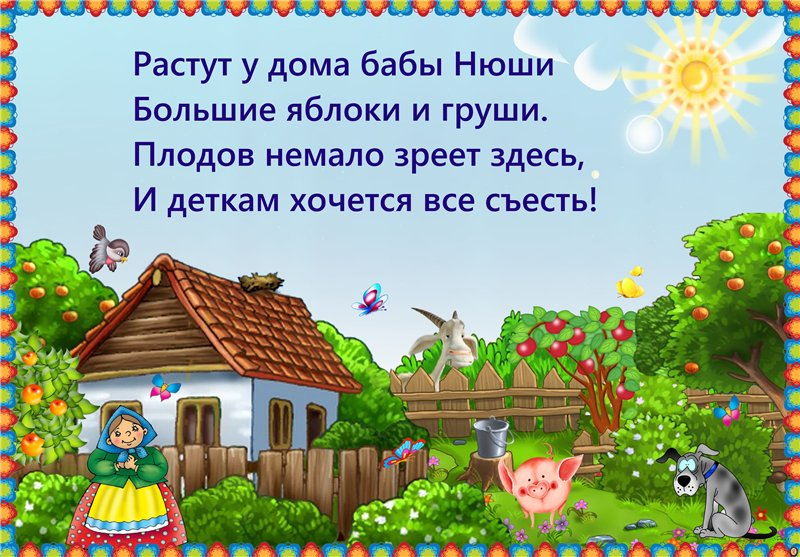 Растут у дома бабы Нюши
Большие яблоки и груши.
Плодов немало зреет здесь,
И деткам хочется все съесть!